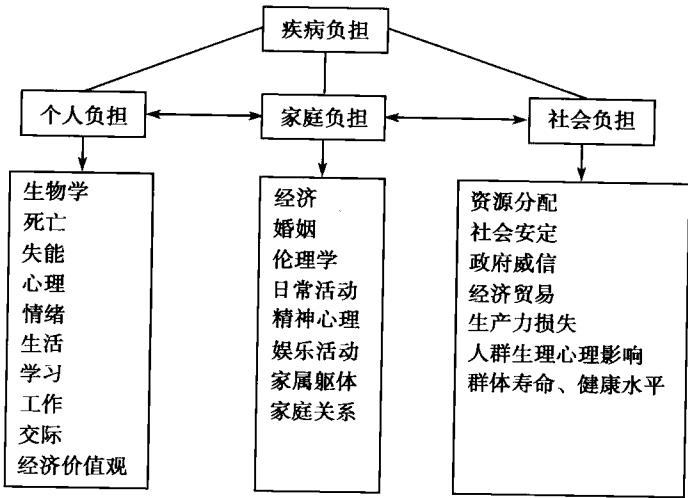 疾病负担
个人负担
家庭负担
社会负担
生物学
死亡
失能
心理
情绪
生活
学习
工作
交际
经济价值观
经济
婚姻
伦理学
日常活动
精神心理
娱乐活动
家属躯体
家庭关系
资源分配
社会安定
政府威信
经济贸易
生产力损失
人群生理心理影响
群体寿命、健康水平